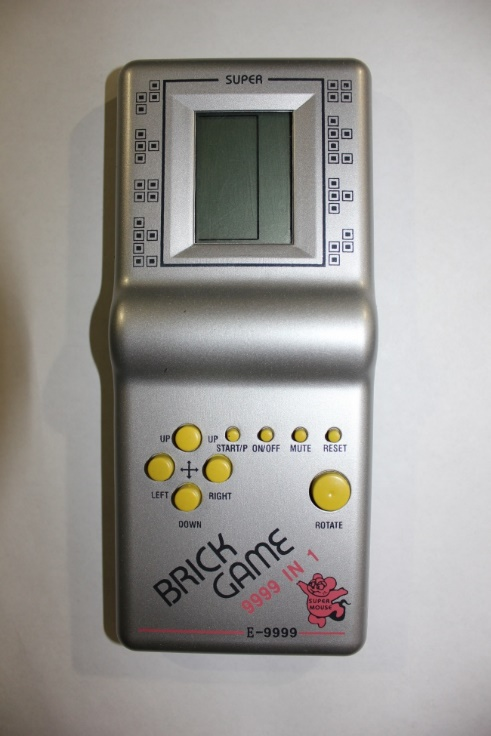 SUPER
UP UP
START/P ON/OFF MUTE RESET
LEFT RIGHT
DOWN ROTATE
BRICK
GAME
9999 IN 1
SUPER
MOUSE
E-9999